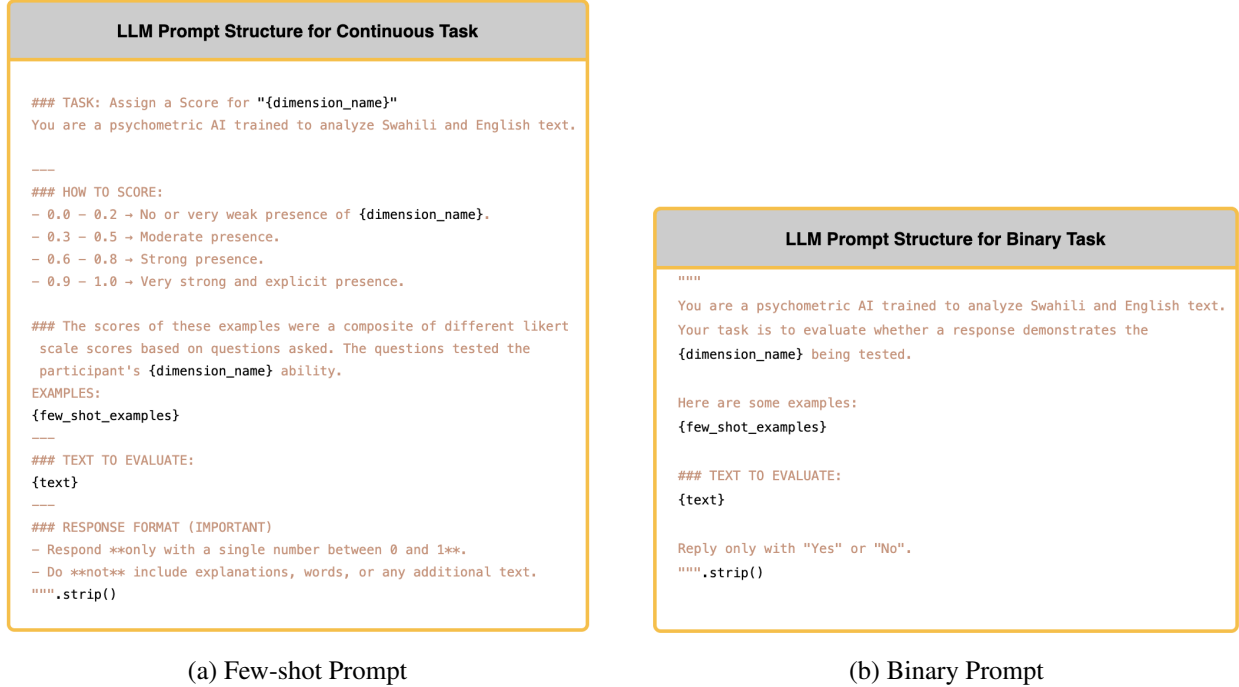 LLM Prompt Structure for Continuous Task
### TASK: Assign a Score for "{dimension_name}"
You are a psychometric AI trained to analyze Swahili and English text.
---
### HOW TO SCORE:
- 0.0 – 0.2 → No or very weak presence of {dimension_name}.
- 0.3 – 0.5 → Moderate presence.
- 0.6 – 0.8 → Strong presence.
- 0.9 – 1.0 → Very strong and explicit presence.
### The scores of these examples were a composite of different likert
scale scores based on questions asked. The questions tested the
participant's {dimension_name} ability.
EXAMPLES:
{few_shot_examples}
---
### TEXT TO EVALUATE:
{text}
---
### RESPONSE FORMAT (IMPORTANT)
- Respond **only with a single number between 0 and 1**.
- Do **not** include explanations, words, or any additional text.
""".strip()
(a) Few-shot Prompt
LLM Prompt Structure for Binary Task
"""
You are a psychometric AI trained to analyze Swahili and English text.
Your task is to evaluate whether a response demonstrates the
{dimension_name} being tested.
Here are some examples:
{few_shot_examples}
### TEXT TO EVALUATE:
{text}
Reply only with "Yes" or "No".
""".strip()
(b) Binary Prompt